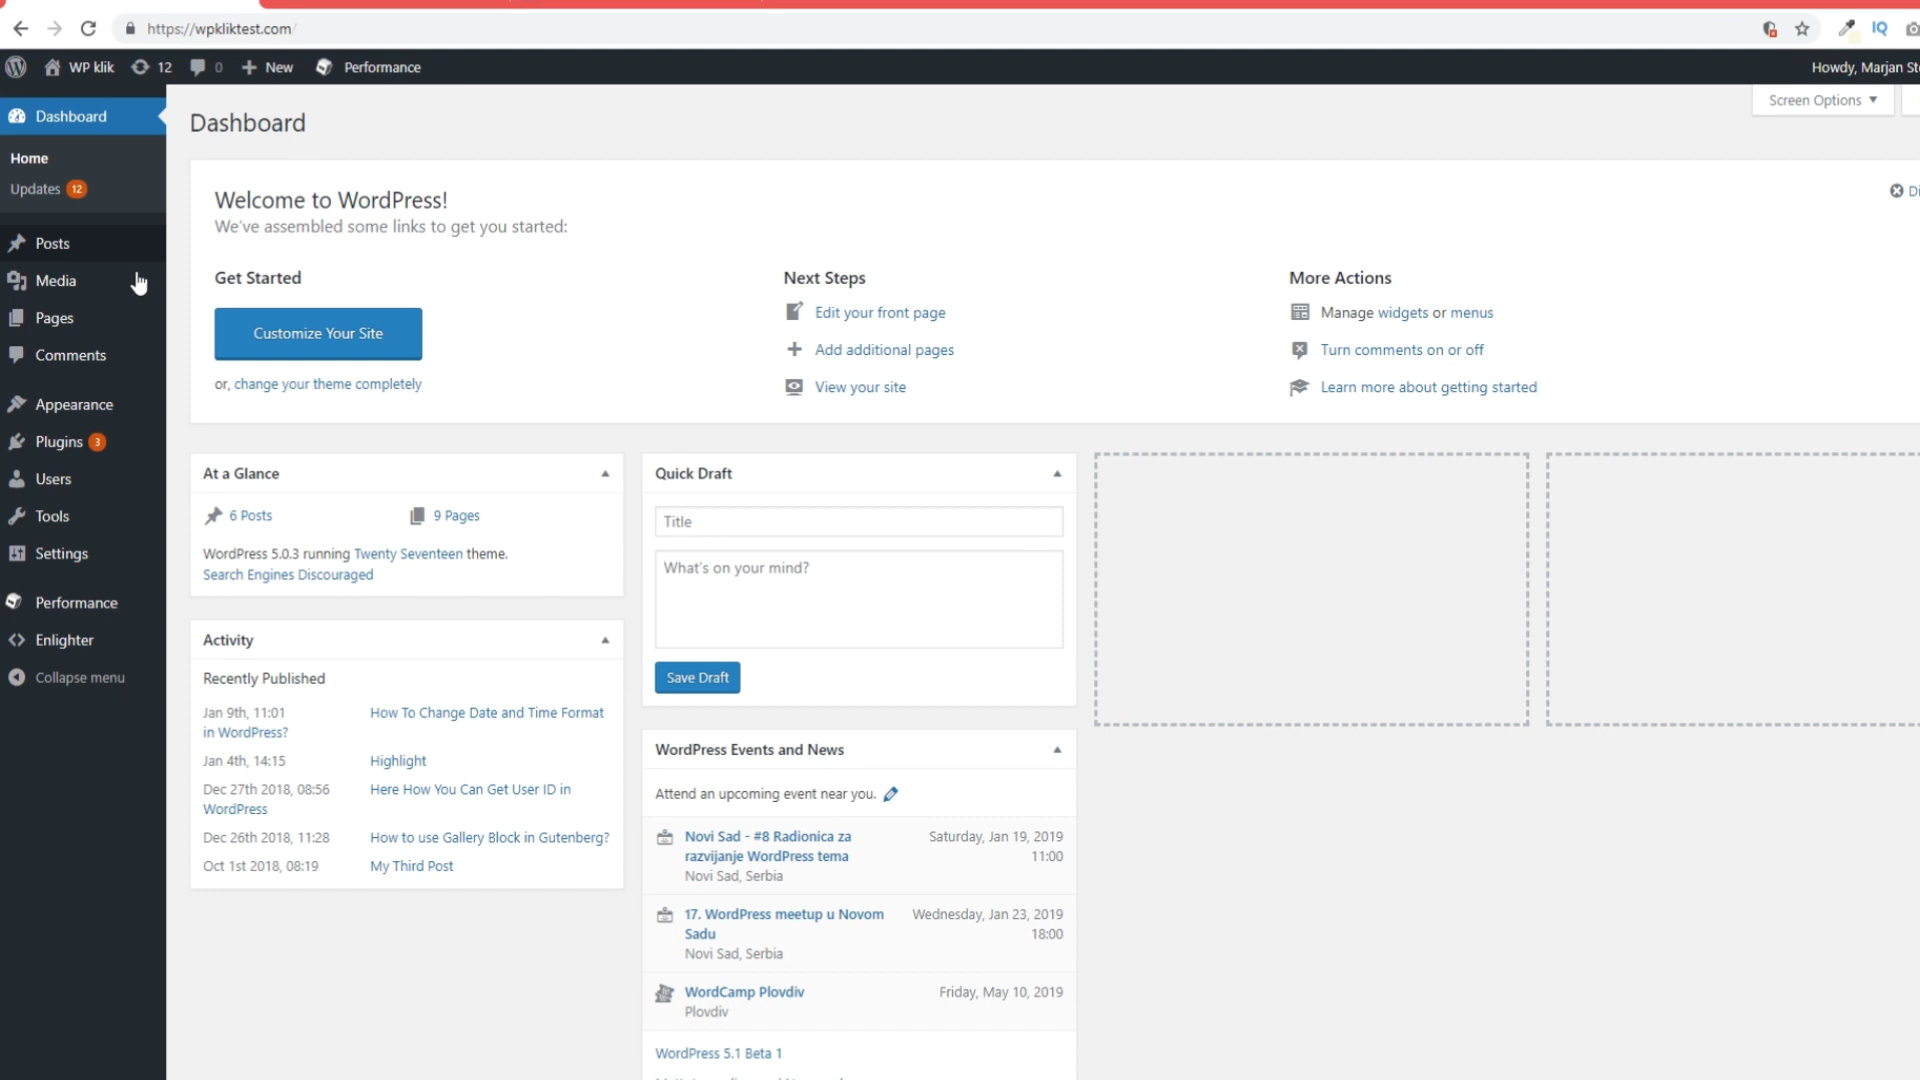 https://wpkliktest.com/
WP klik 12 0 New Performance
Howdy, Marjan
Dashboard
Home
Updates 12
Posts
Media
Pages
Comments
Appearance
Plugins 3
Users
Tools
Settings
Performance
Enlighter
Collapse menu
Screen Options
Dashboard
Welcome to WordPress!
We've assembled some links to get you started:
Get Started
Customize Your Site
or, change your theme completely
Next Steps
Edit your front page
Add additional pages
View your site
More Actions
Manage widgets or menus
Turn comments on or off
Learn more about getting started
At a Glance
6 Posts 9 Pages
WordPress 5.0.3 running Twenty Seventeen theme.
Search Engines Discouraged
Activity
Recently Published
Jan 9th, 11:01 How To Change Date and Time Format
in WordPress?
Jan 4th, 14:15 Highlight
Dec 27th 2018, 08:56 Here How You Can Get User ID in
WordPress
Dec 26th 2018, 11:28 How to use Gallery Block in Gutenberg?
Oct 1st 2018, 08:19 My Third Post
Quick Draft
Title
What's on your mind?
Save Draft
WordPress Events and News
Attend an upcoming event near you.
Novi Sad - #8 Radionica za Saturday, Jan 19, 2019
razvijanje WordPress tema 11:00
Novi Sad, Serbia
17. WordPress meetup u Novom Wednesday, Jan 23, 2019
Sadu 18:00
Novi Sad, Serbia
WordCamp Plovdiv Friday, May 10, 2019
Plovdiv
WordPress 5.1 Beta 1